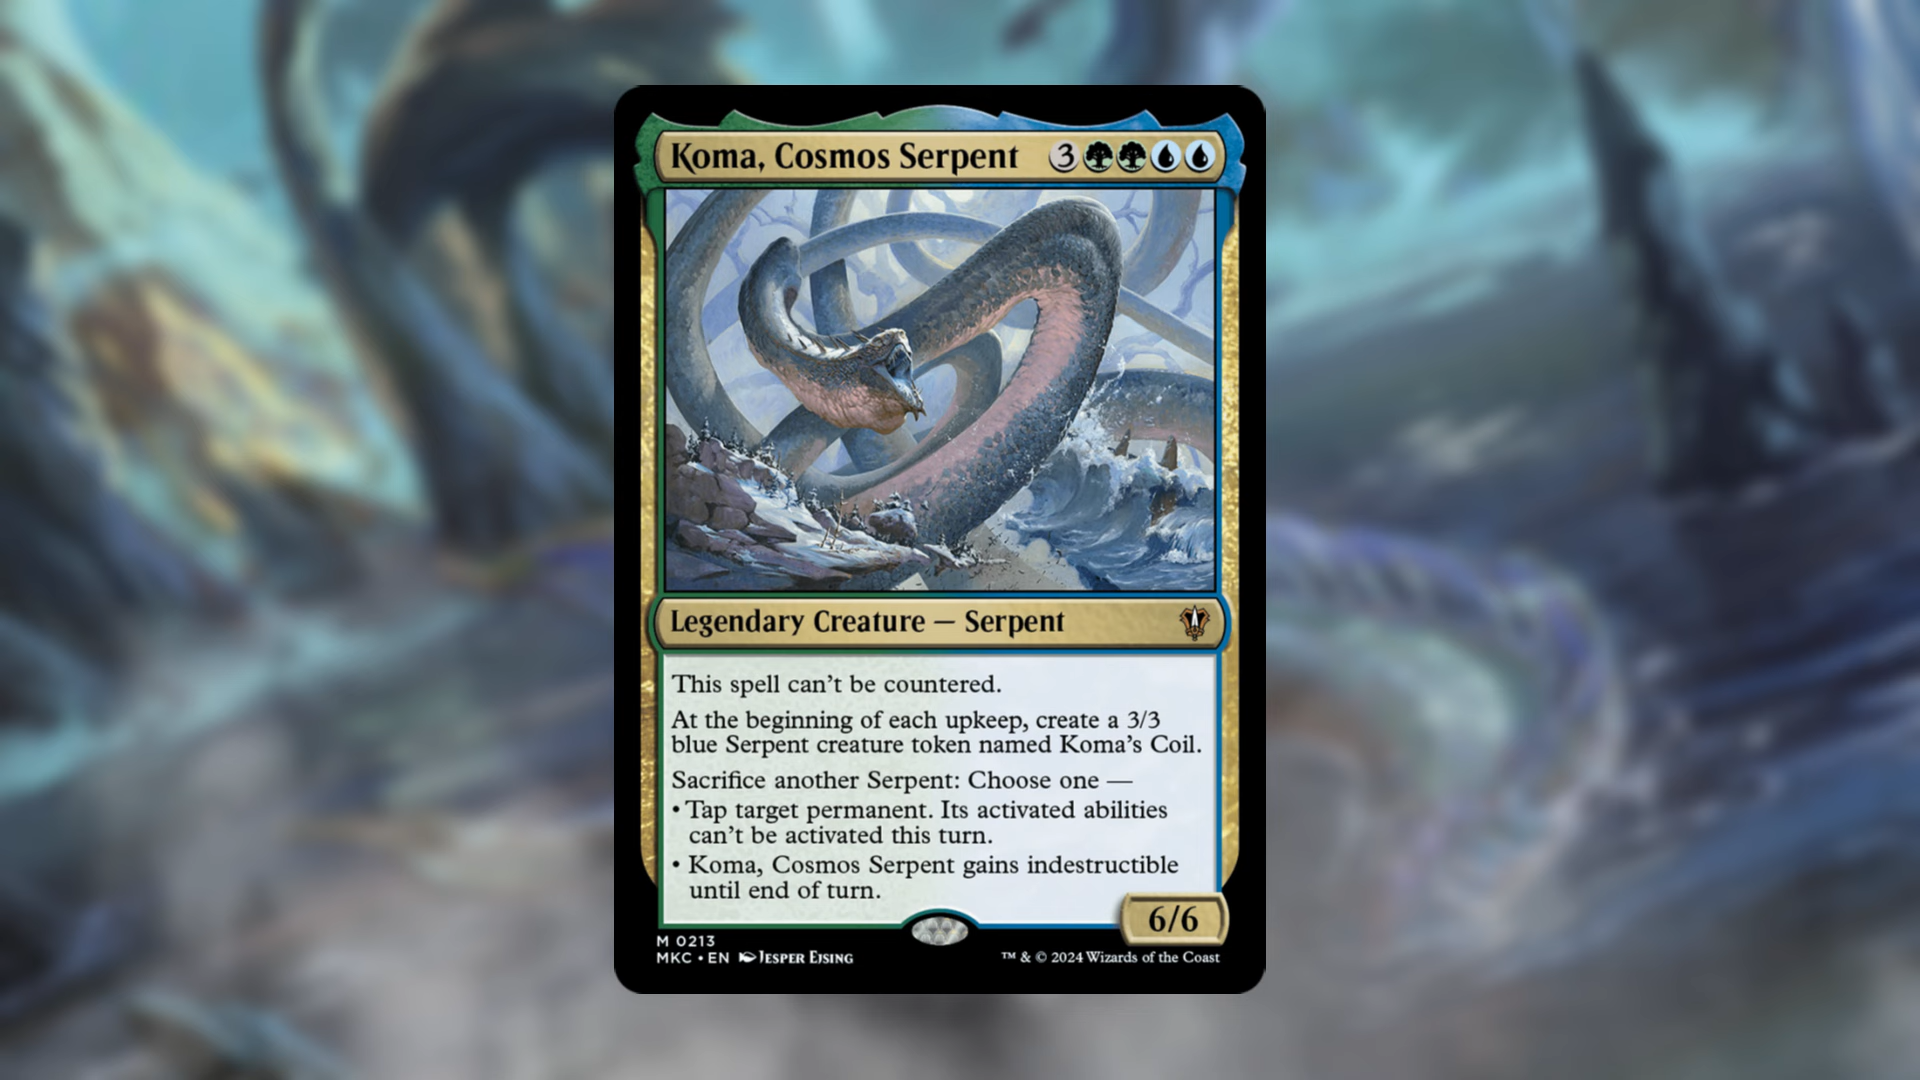 Koma, Cosmos Serpent 3
Legendary Creature — Serpent
This spell can't be countered.
At the beginning of each upkeep, create a 3/3
blue Serpent creature token named Koma's Coil.
Sacrifice another Serpent: Choose one —
• Tap target permanent. Its activated abilities
can't be activated this turn.
• Koma, Cosmos Serpent gains indestructible
until end of turn.
6/6
M 0213
MKC • EN Jesper Ejsing
™ & © 2024 Wizards of the Coast